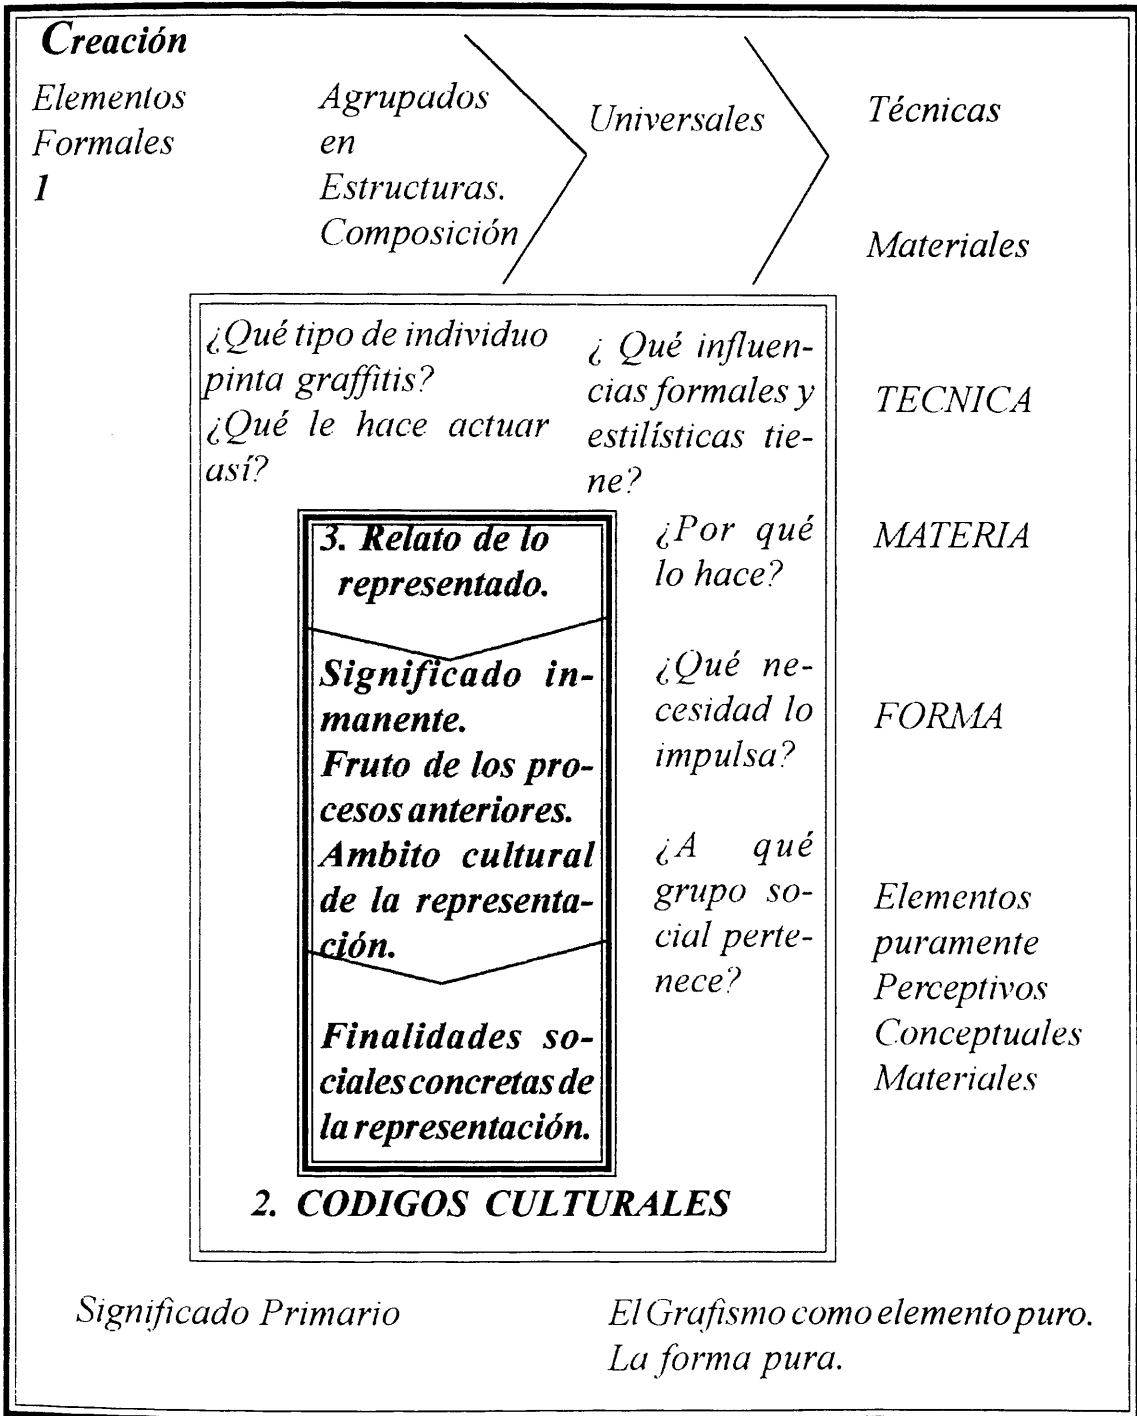 Creación
Elementos
Formales
1
Agrupados
en
Estructuras.
Composición
Universales
Técnicas
Materiales
¿Qué tipo de individuo
pinta graffitis?
¿Qué le hace actuar
así?
¿ Qué influen-
cias formales y
estilísticas tie-
ne?
¿Por qué
lo hace?
¿Qué ne-
cesidad lo
impulsa?
¿A qué
grupo so-
cial perte-
nece?
TECNICA
MATERIA
FORMA
Elementos
puramente
Perceptivos
Conceptuales
Materiales
3. Relato de lo
representado.
Significado in-
manente.
Fruto de los pro-
cesos anteriores.
Ambito cultural
de la representa-
ción.
Finalidades so-
ciales concretas de
la representación.
2. CODIGOS CULTURALES
Significado Primario
El Grafismo como elemento puro.
La forma pura.